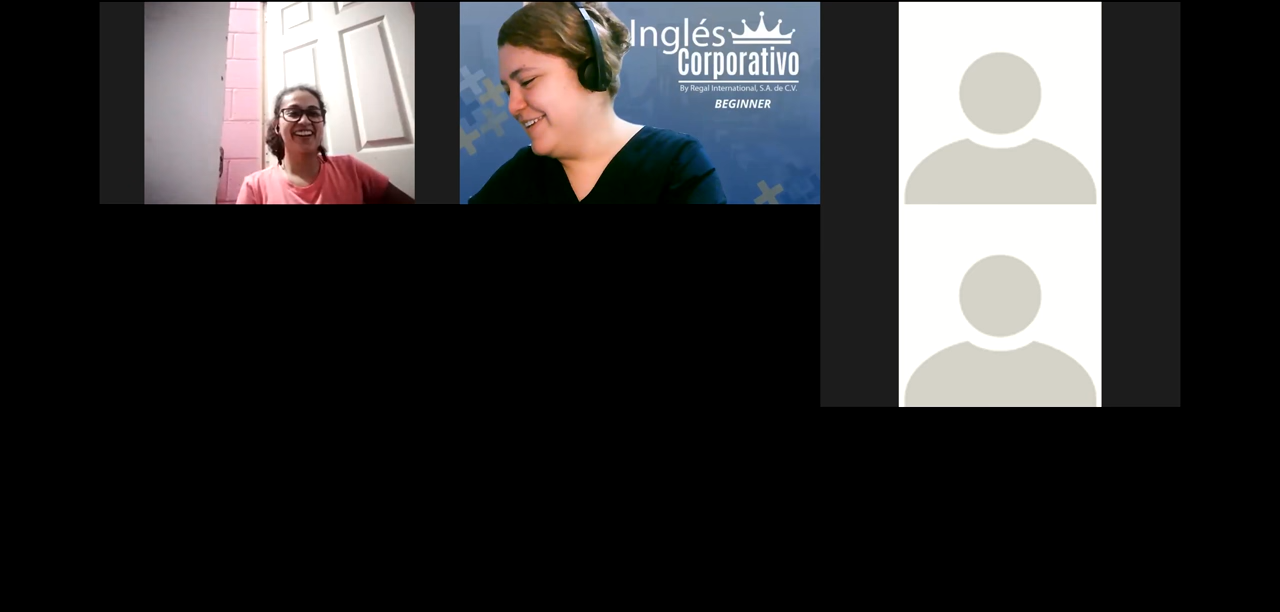 Inglés
Corporativo
By Regal International, S.A. de C.V.
BEGINNER